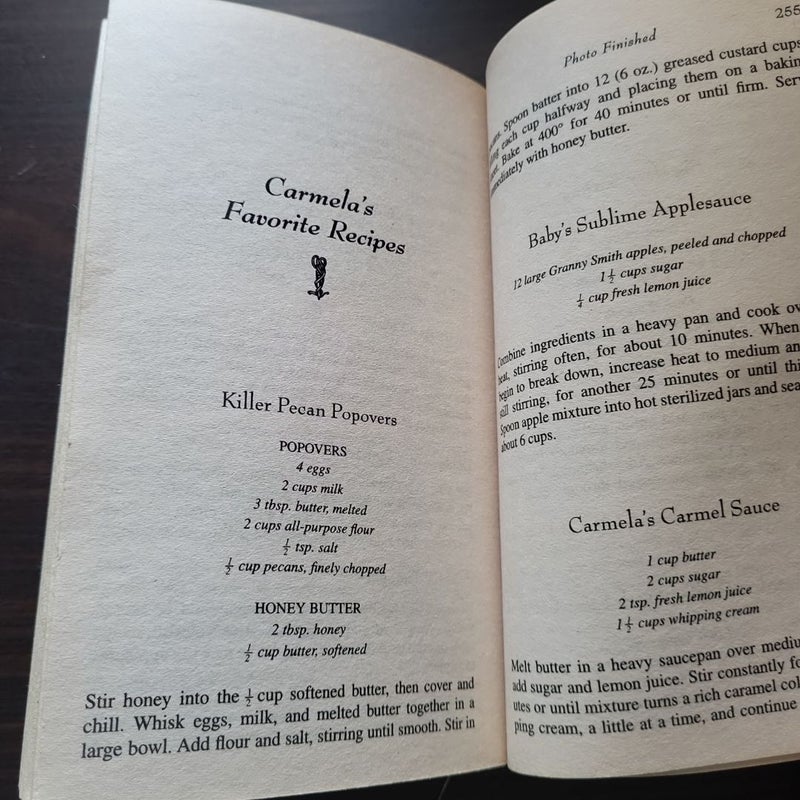 Carmela's
Favorite Recipes
Killer Pecan Popovers
POPOVERS
4 eggs
2 cups milk
3 tbsp. butter, melted
2 cups all-purpose flour
½ tsp. salt
½ cup pecans, finely chopped
HONEY BUTTER
2 tbsp. honey
½ cup butter, softened
Stir honey into the ½ cup softened butter, then cover and
chill. Whisk eggs, milk, and melted butter together in a
large bowl. Add flour and salt, stirring until smooth. Stir in
Photo Finished
255
Spoon batter into 12 (6 oz.) greased custard cups
each cup halfway and placing them on a
Bake at 400° for 40 minutes or until firm.
with honey butter.
Baby's Sublime Applesauce
12 large Granny Smith apples, peeled and chopped
1½ cups sugar
¼ cup fresh lemon juice
Combine ingredients in a heavy pan and cook
heat, stirring often, for about 10 minutes. When
begin to break down, increase heat to medium
still stirring, for another 25 minutes or until
Spoon apple mixture into hot sterilized jars and
about 6 cups.
Carmela's Carmel Sauce
1 cup butter
2 cups sugar
2 tsp. fresh lemon juice
1½ cups whipping cream
Melt butter in a heavy saucepan over
add sugar and lemon juice. Stir constantly
utes or until mixture turns a rich caramel
ping cream, a little at a time, and continue